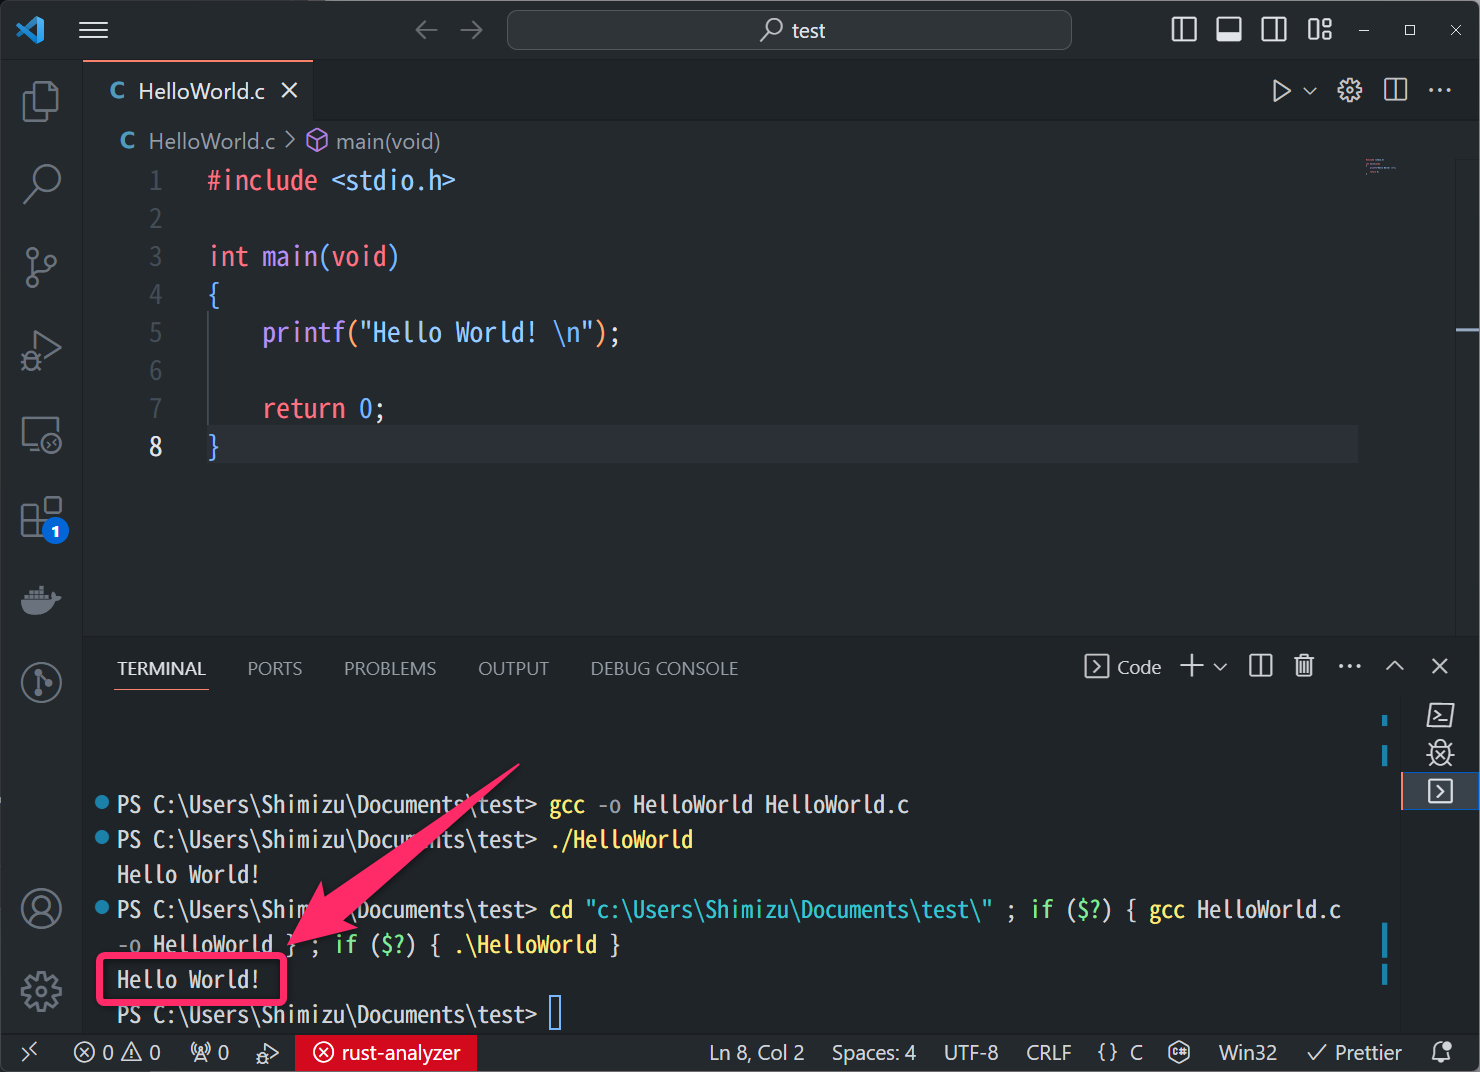 test
C HelloWorld.c
C HelloWorld.c > main(void)
1 #include <stdio.h>
2
3 int main(void)
4 {
5 printf("Hello World! \n");
6
7 return 0;
8 }
1
TERMINAL PORTS PROBLEMS OUTPUT DEBUG CONSOLE Code
PS C:\Users\Shimizu\Documents\test> gcc -o HelloWorld HelloWorld.c
PS C:\Users\Shimizu\Documents\test> ./HelloWorld
Hello World!
PS C:\Users\Shimizu\Documents\test> cd "c:\Users\Shimizu\Documents\test\" ; if ($?) { gcc HelloWorld.c
-o HelloWorld } ; if ($?) { .\HelloWorld }
Hello World!
PS C:\Users\Shimizu\Documents\test>
0 0 0 rust-analyzer Ln 8, Col 2 Spaces: 4 UTF-8 CRLF {} C C# Win32 Prettier